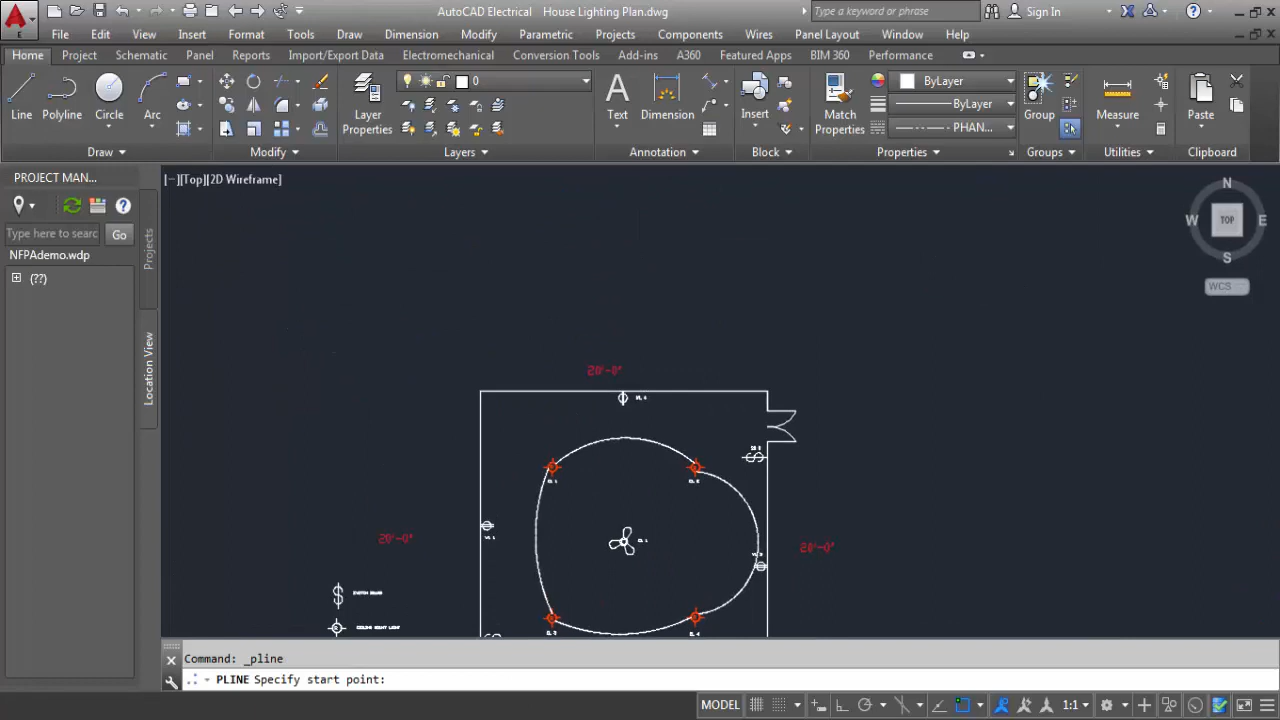 AutoCAD Electrical House Lighting Plan.dwg
Type a keyword or phrase
Sign In
File Edit View Insert Format Tools Draw Dimension Modify Parametric Projects Components Wires Panel Layout Window Help
Home Project Schematic Panel Reports Import/Export Data Electromechanical Conversion Tools Add-ins A360 Featured Apps BIM 360 Performance
0
ByLayer
ByLayer
PHAN...
Line Polyline Circle Arc
Layer Properties
Text Dimension
Insert
Match Properties
Group
Measure
Paste
Draw Modify Layers Annotation Block Properties Groups Utilities Clipboard
PROJECT MAN...
[−][Top][2D Wireframe]
Type here to searc
Go
NFPAdemo.wdp
(??)
Projects
Location View
N
W TOP E
S
WCS
20'-0"
20'-0"
20'-0"
SWITCH BOARD
Command: _pline
PLINE Specify start point:
MODEL
1:1